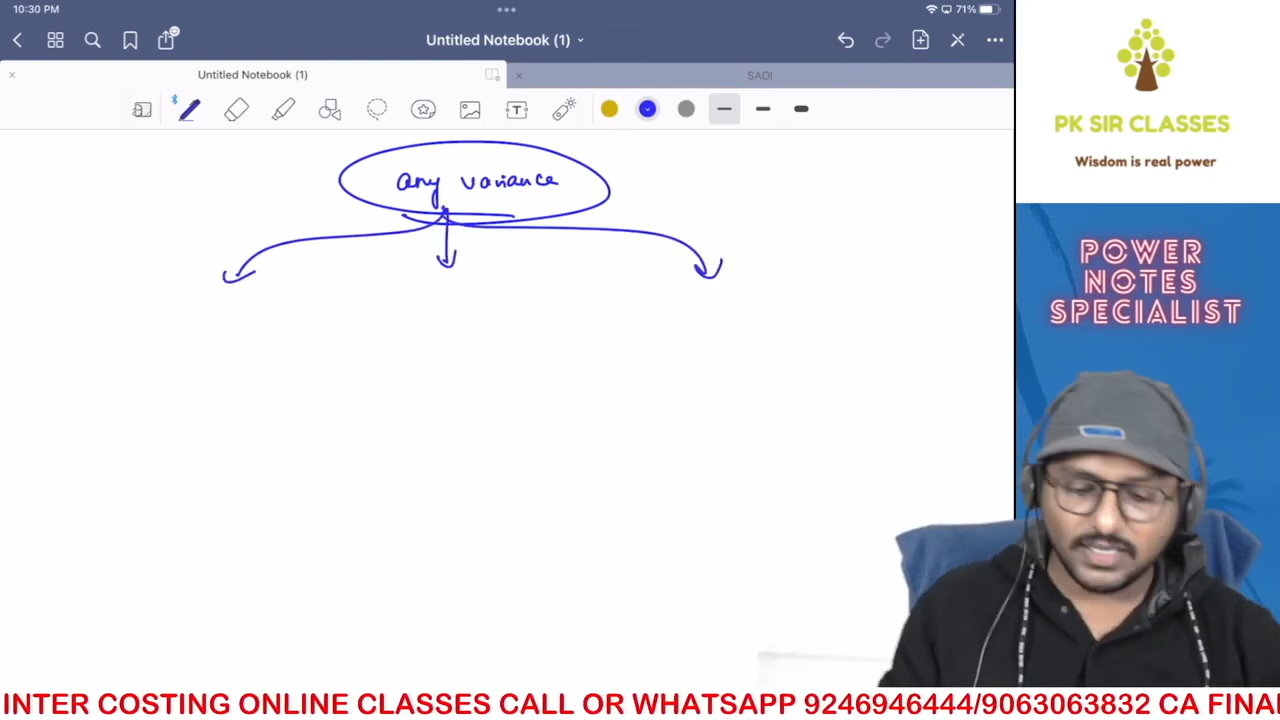 10:30 PM
71%
Untitled Notebook (1)
Untitled Notebook (1)
SAOI
T
any variance
PK SIR CLASSES
Wisdom is real power
POWER
NOTES
SPECIALIST
INTER COSTING ONLINE CLASSES CALL OR WHATSAPP 9246946444/9063063832 CA FINAL